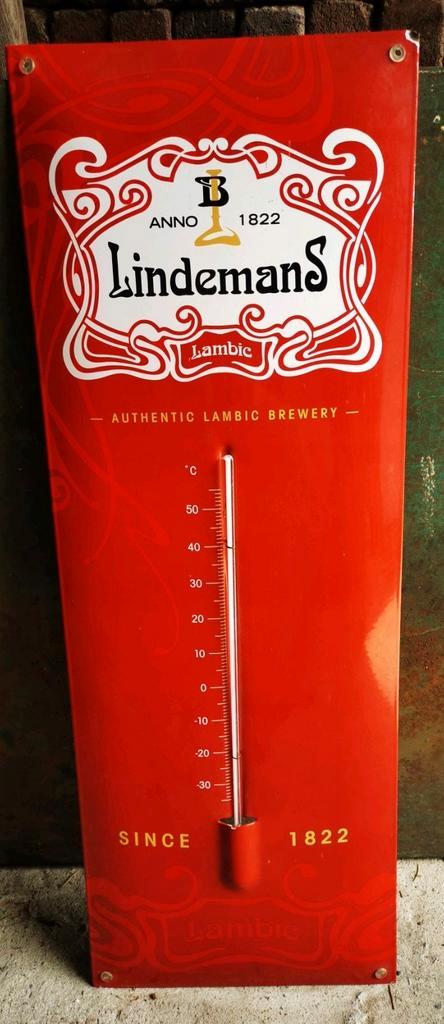 B
ANNO 1822
Lindemans
Lambic
— AUTHENTIC LAMBIC BREWERY —
°C
50
40
30
20
10
0
-10
-20
-30
SINCE 1822
Lambic